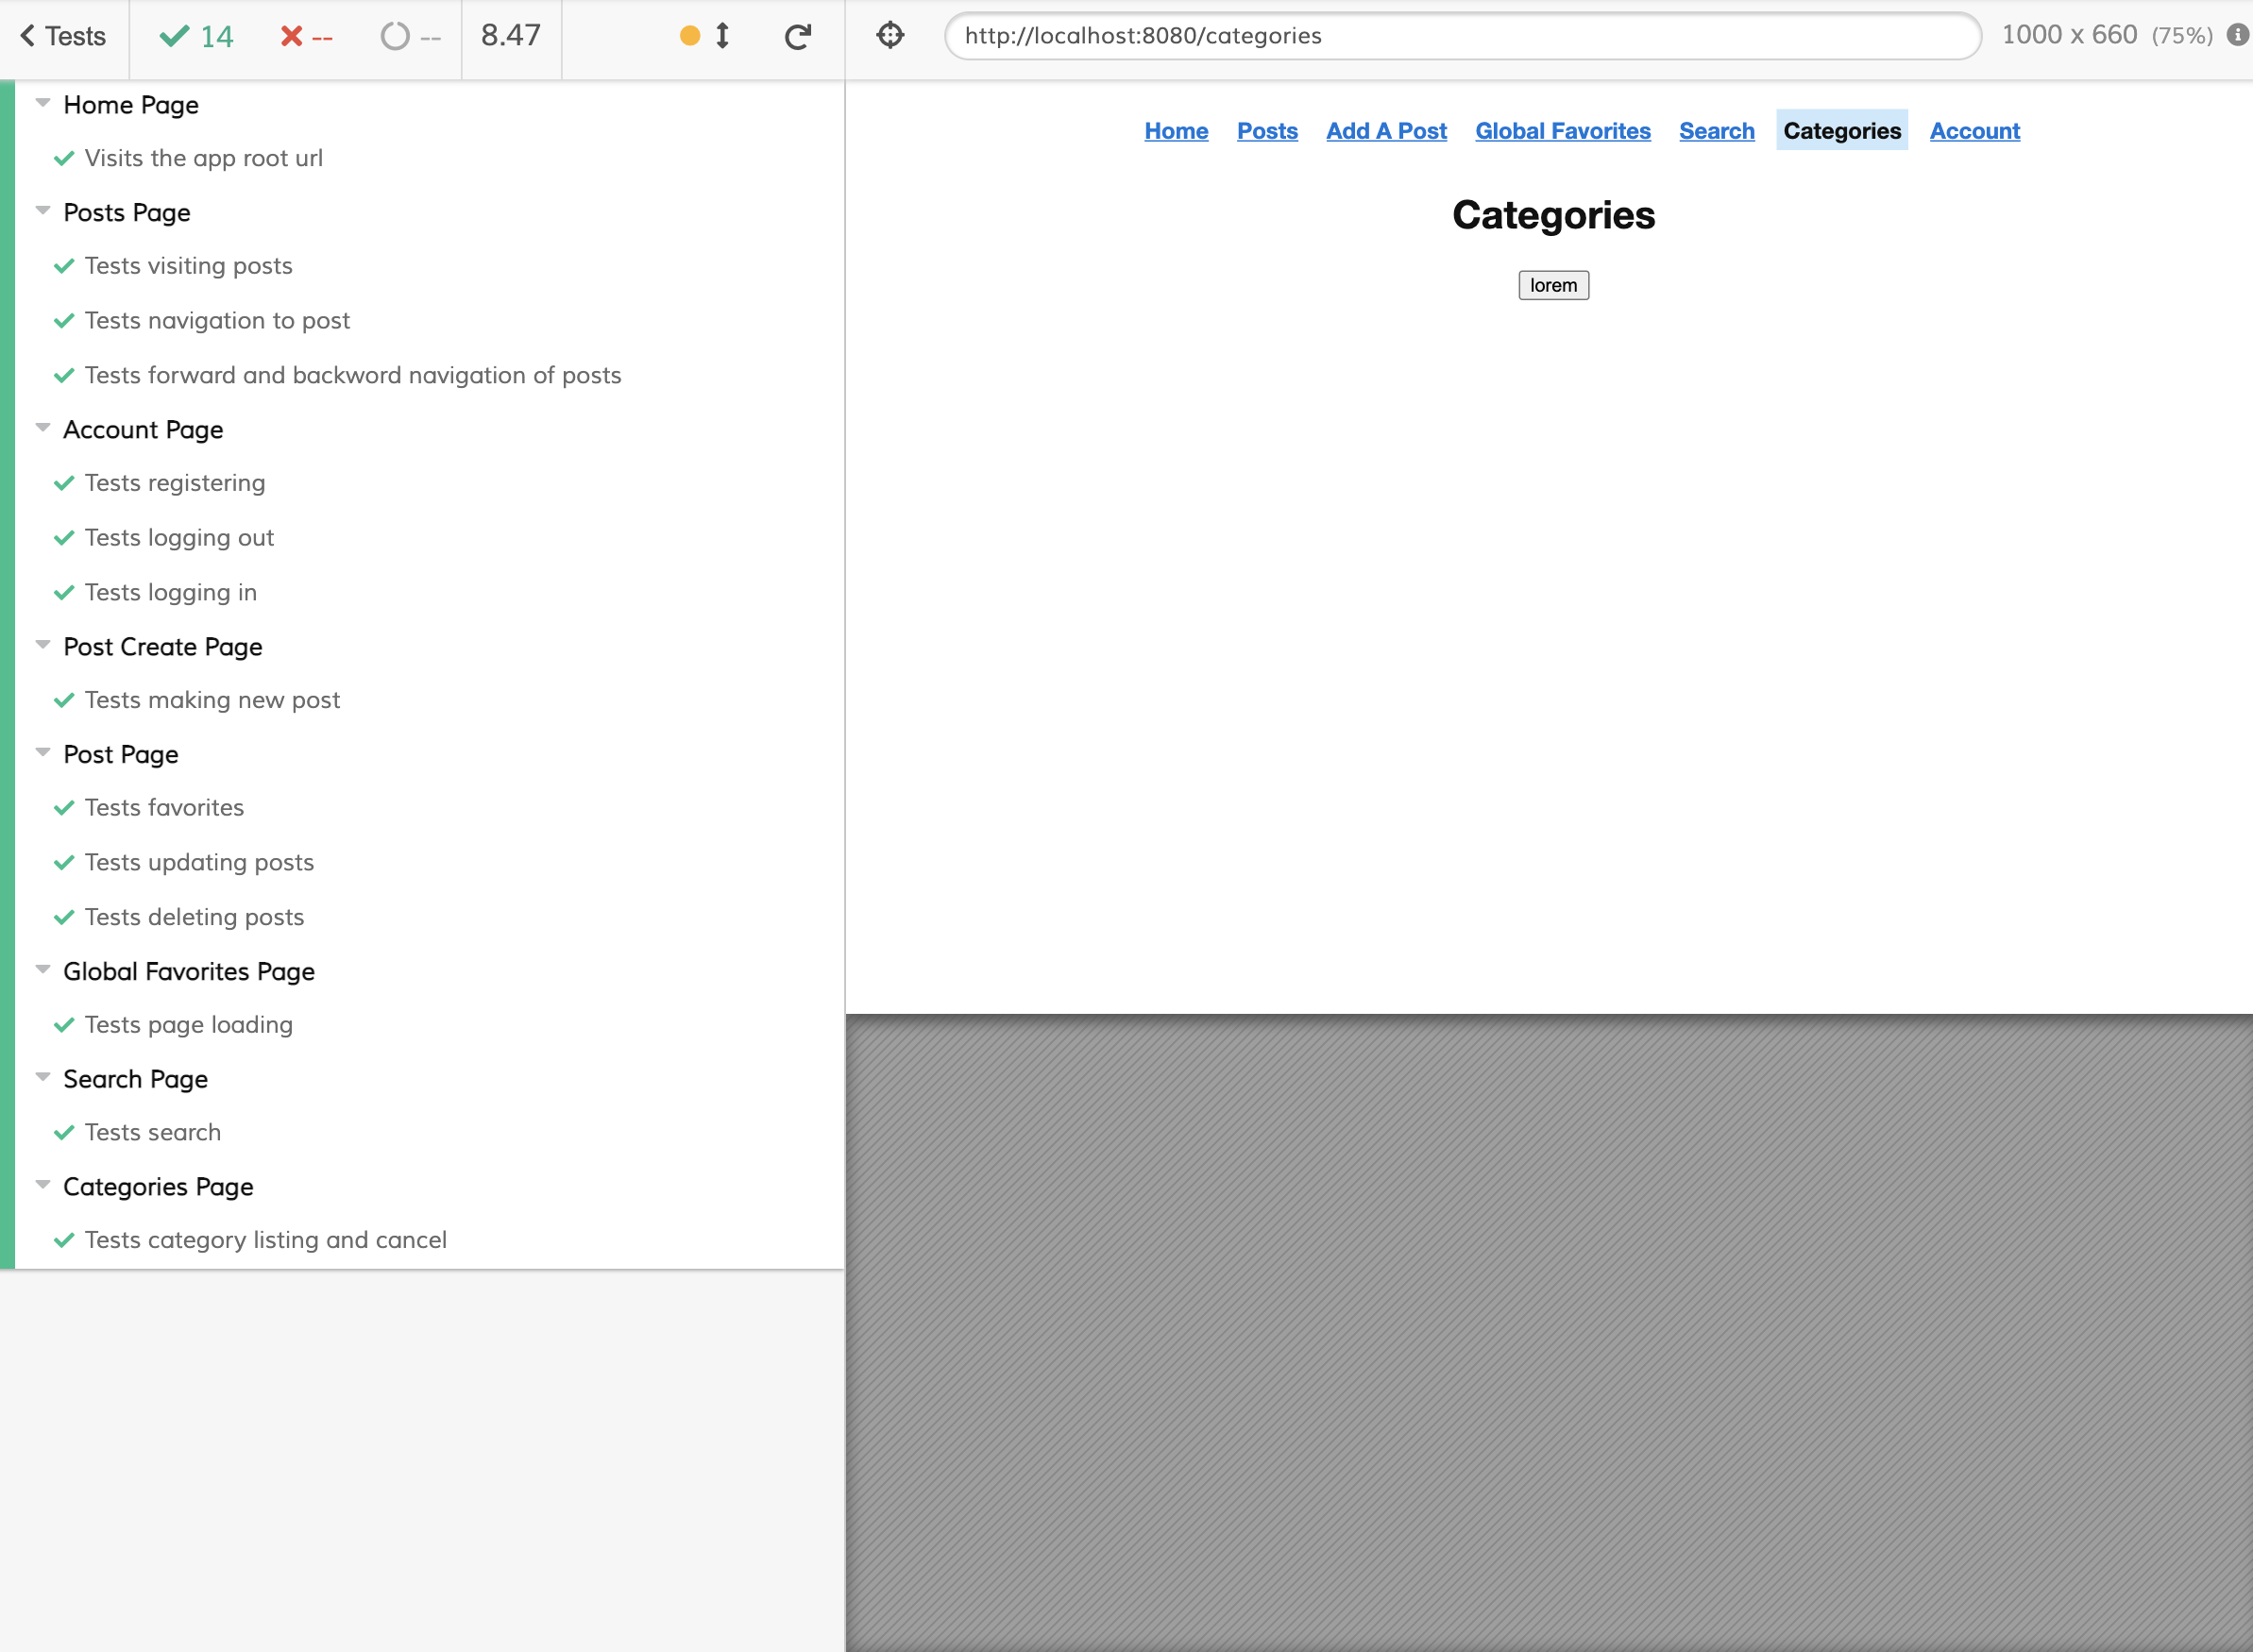 Tests 14 -- -- 8.47
http://localhost:8080/categories 1000 x 660 (75%)
Home Page
Visits the app root url
Posts Page
Tests visiting posts
Tests navigation to post
Tests forward and backword navigation of posts
Account Page
Tests registering
Tests logging out
Tests logging in
Post Create Page
Tests making new post
Post Page
Tests favorites
Tests updating posts
Tests deleting posts
Global Favorites Page
Tests page loading
Search Page
Tests search
Categories Page
Tests category listing and cancel
Home Posts Add A Post Global Favorites Search Categories Account
Categories
lorem